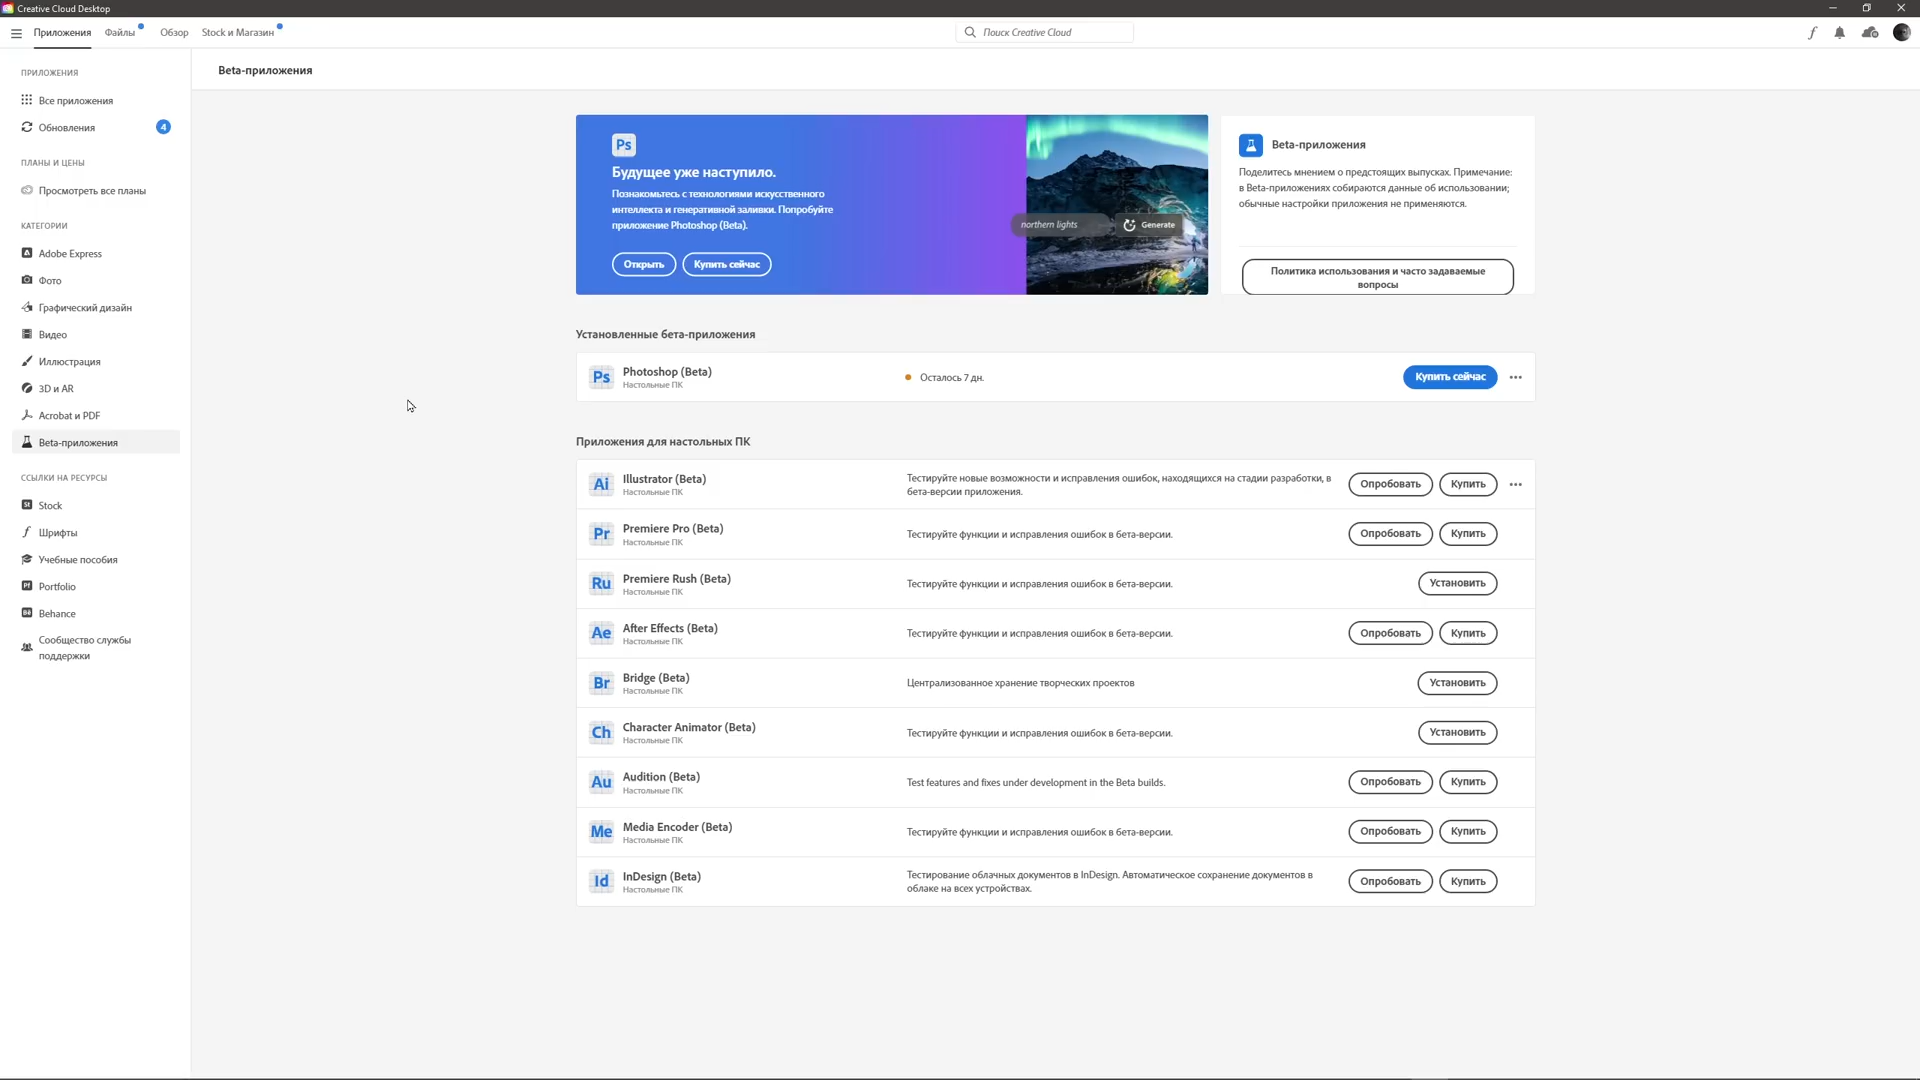 Creative Cloud Desktop
Приложения
Файлы
Обзор
Stock и Магазин
Поиск Creative Cloud
ПРИЛОЖЕНИЯ
Все приложения
Обновления
4
ПЛАНЫ И ЦЕНЫ
Просмотреть все планы
КАТЕГОРИИ
Adobe Express
Фото
Графический дизайн
Видео
Иллюстрация
3D и AR
Acrobat и PDF
Beta-приложения
ССЫЛКИ НА РЕСУРСЫ
St
Stock
Шрифты
Учебные пособия
Pf
Portfolio
Bē
Behance
Сообщество службы
поддержки
Beta-приложения
Ps
Будущее уже наступило.
Познакомьтесь с технологиями искусственного
интеллекта и генеративной заливки. Попробуйте
приложение Photoshop (Beta).
Открыть
Купить сейчас
northern lights
Generate
Beta-приложения
Поделитесь мнением о предстоящих выпусках. Примечание:
в Beta-приложениях собираются данные об использовании;
обычные настройки приложения не применяются.
Политика использования и часто задаваемые
вопросы
Установленные бета-приложения
Ps
Photoshop (Beta)
Настольные ПК
Осталось 7 дн.
Купить сейчас
Приложения для настольных ПК
Ai
Illustrator (Beta)
Настольные ПК
Тестируйте новые возможности и исправления ошибок, находящихся на стадии разработки, в
бета-версии приложения.
Опробовать
Купить
Pr
Premiere Pro (Beta)
Настольные ПК
Тестируйте функции и исправления ошибок в бета-версии.
Опробовать
Купить
Ru
Premiere Rush (Beta)
Настольные ПК
Тестируйте функции и исправления ошибок в бета-версии.
Установить
Ae
After Effects (Beta)
Настольные ПК
Тестируйте функции и исправления ошибок в бета-версии.
Опробовать
Купить
Br
Bridge (Beta)
Настольные ПК
Централизованное хранение творческих проектов
Установить
Ch
Character Animator (Beta)
Настольные ПК
Тестируйте функции и исправления ошибок в бета-версии.
Установить
Au
Audition (Beta)
Настольные ПК
Test features and fixes under development in the Beta builds.
Опробовать
Купить
Me
Media Encoder (Beta)
Настольные ПК
Тестируйте функции и исправления ошибок в бета-версии.
Опробовать
Купить
Id
InDesign (Beta)
Настольные ПК
Тестирование облачных документов в InDesign. Автоматическое сохранение документов в
облаке на всех устройствах.
Опробовать
Купить